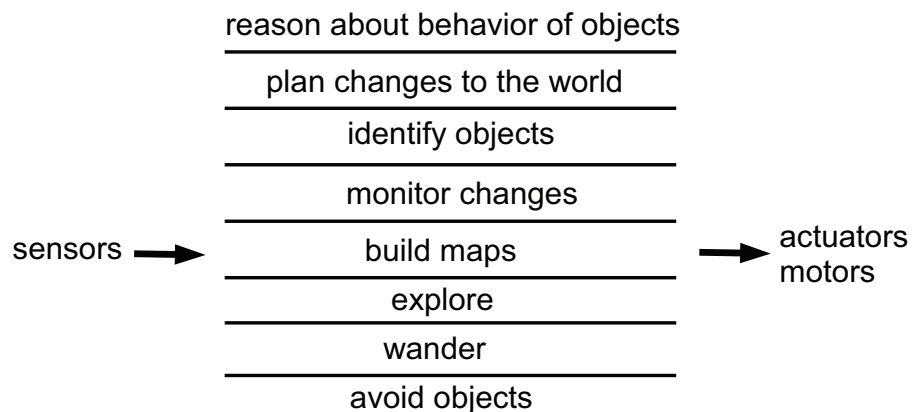 reason about behavior of objects
plan changes to the world
identify objects
monitor changes
sensors
build maps
actuators
motors
explore
wander
avoid objects